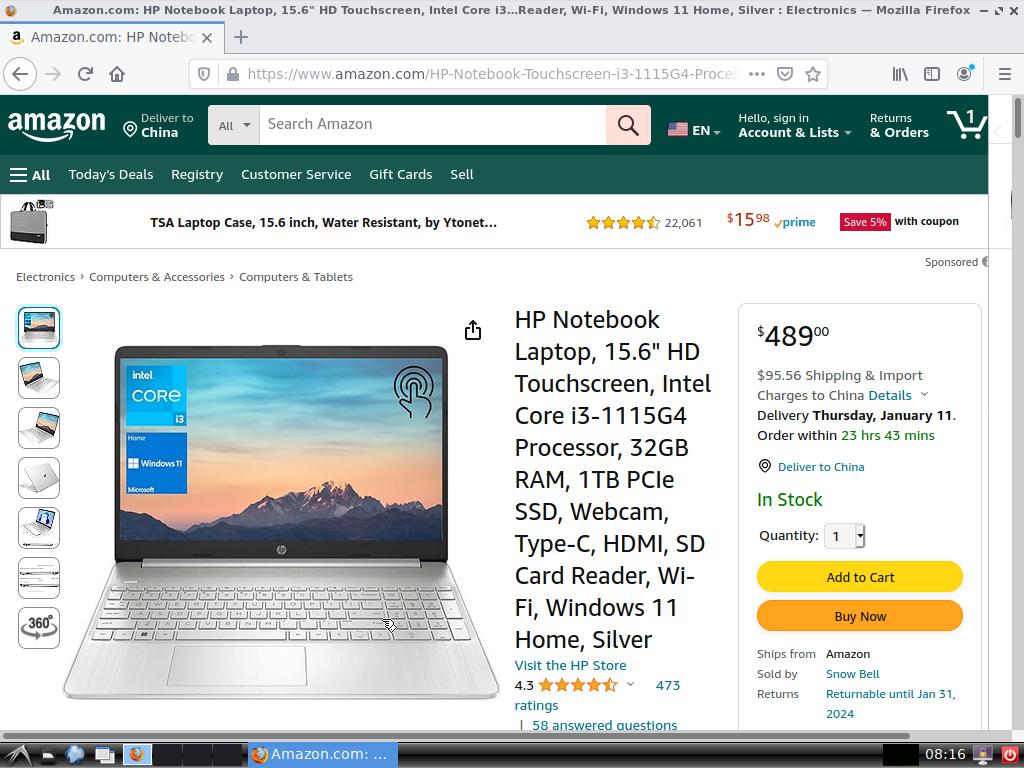 Amazon.com: HP Notebook Laptop, 15.6" HD Touchscreen, Intel Core i3…Reader, Wi-Fi, Windows 11 Home, Silver : Electronics — Mozilla Firefox
Amazon.com: HP Notebo
https://www.amazon.com/HP-Notebook-Touchscreen-i3-1115G4-Proces
amazon
Deliver to
China
All
Search Amazon
EN
Hello, sign in
Account & Lists
Returns
& Orders
1
All
Today's Deals
Registry
Customer Service
Gift Cards
Sell
TSA Laptop Case, 15.6 inch, Water Resistant, by Ytonet...
22,061
$15 98
prime
Save 5%
with coupon
Sponsored
Electronics › Computers & Accessories › Computers & Tablets
360°
intel.
CORE
i3
Home
Windows 11
Microsoft
hp
HP Notebook
Laptop, 15.6" HD
Touchscreen, Intel
Core i3-1115G4
Processor, 32GB
RAM, 1TB PCIe
SSD, Webcam,
Type-C, HDMI, SD
Card Reader, Wi-
Fi, Windows 11
Home, Silver
Visit the HP Store
4.3
473
ratings
| 58 answered questions
$489 00
$95.56 Shipping & Import
Charges to China Details
Delivery Thursday, January 11.
Order within 23 hrs 43 mins
Deliver to China
In Stock
Quantity: 1
Add to Cart
Buy Now
Ships from Amazon
Sold by Snow Bell
Returns Returnable until Jan 31,
2024
Amazon.com: ...
08:16